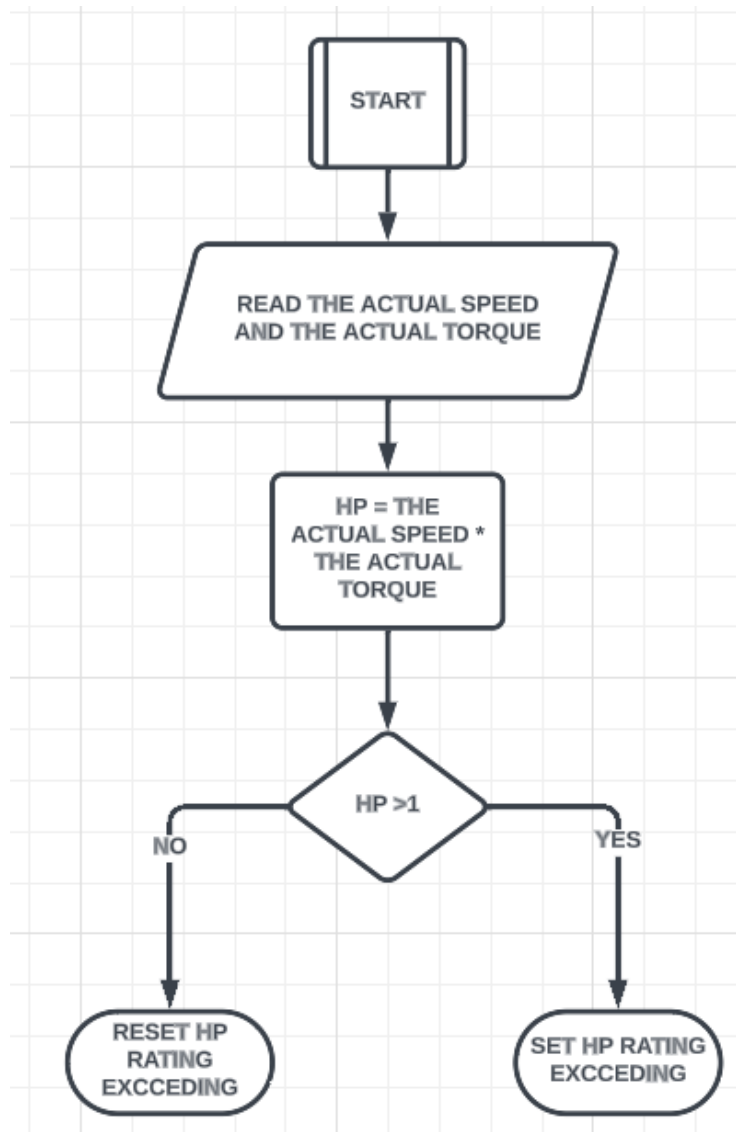 START
READ THE ACTUAL SPEED
AND THE ACTUAL TORQUE
HP = THE
ACTUAL SPEED *
THE ACTUAL
TORQUE
HP >1
NO
YES
RESET HP
RATING
EXCCEDING
SET HP RATING
EXCCEDING